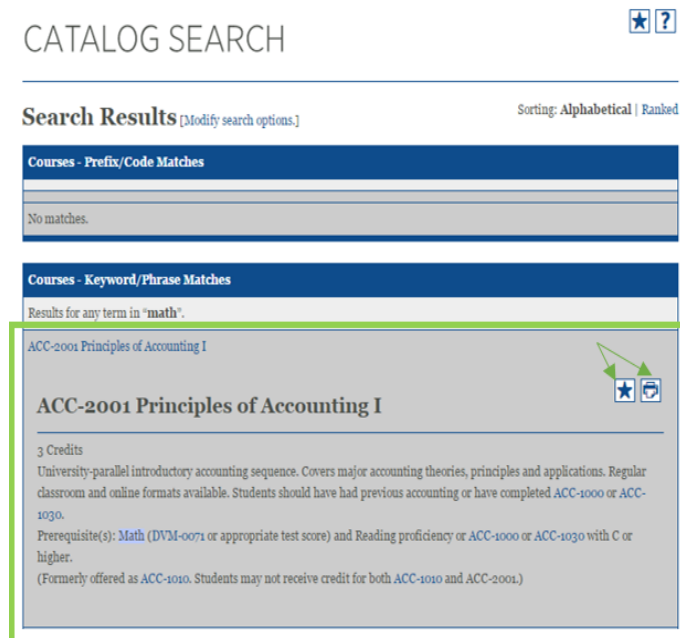 ?
CATALOG SEARCH
Search Results [Modify search options.]
Sorting: Alphabetical | Ranked
Courses - Prefix/Code Matches
No matches.
Courses - Keyword/Phrase Matches
Results for any term in “math”.
ACC-2001 Principles of Accounting I
ACC-2001 Principles of Accounting I
3 Credits
University-parallel introductory accounting sequence. Covers major accounting theories, principles and applications. Regular
classroom and online formats available. Students should have had previous accounting or have completed ACC-1000 or ACC-
1030.
Prerequisite(s): Math (DVM-0071 or appropriate test score) and Reading proficiency or ACC-1000 or ACC-1030 with C or
higher.
(Formerly offered as ACC-1010. Students may not receive credit for both ACC-1010 and ACC-2001.)